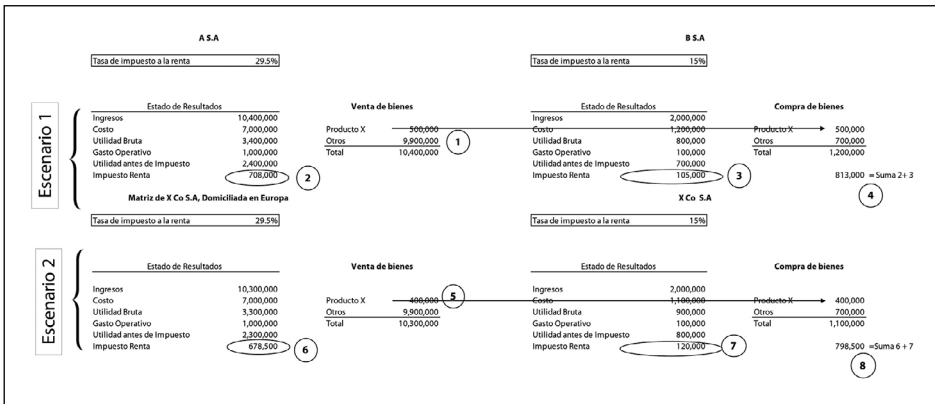 A S.A
B S.A
Tasa de impuesto a la renta 29.5%
Tasa de impuesto a la renta 15%
Escenario 1
Estado de Resultados
Venta de bienes
Estado de Resultados
Compra de bienes
Ingresos 10,400,000
Ingresos 2,000,000
Costo 7,000,000
Producto X 500,000
Costo 1,200,000
Producto X 500,000
Utilidad Bruta 3,400,000
Otros 9,900,000
1
Utilidad Bruta 800,000
Otros 700,000
Gasto Operativo 1,000,000
Total 10,400,000
Gasto Operativo 100,000
Total 1,200,000
Utilidad antes de Impuesto 2,400,000
Utilidad antes de Impuesto 700,000
Impuesto Renta 708,000
2
Impuesto Renta 105,000
3
813,000 =Suma 2+ 3
4
Matriz de X Co S.A, Domiciliada en Europa
X Co S.A
Tasa de impuesto a la renta 29.5%
Tasa de impuesto a la renta 15%
Escenario 2
Estado de Resultados
Venta de bienes
Estado de Resultados
Compra de bienes
Ingresos 10,300,000
Ingresos 2,000,000
Costo 7,000,000
Producto X 400,000
5
Costo 1,100,000
Producto X 400,000
Utilidad Bruta 3,300,000
Otros 9,900,000
Utilidad Bruta 900,000
Otros 700,000
Gasto Operativo 1,000,000
Total 10,300,000
Gasto Operativo 100,000
Total 1,100,000
Utilidad antes de Impuesto 2,300,000
Utilidad antes de Impuesto 800,000
Impuesto Renta 678,500
6
Impuesto Renta 120,000
7
798,500 =Suma 6 + 7
8